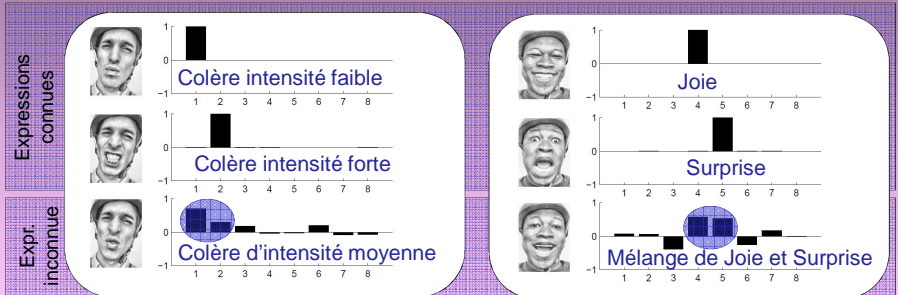 Expressions
connues
1
0
−1
1 2 3 4 5 6 7 8
Colère intensité faible
1
0
−1
1 2 3 4 5 6 7 8
Colère intensité forte
1
0
−1
1 2 3 4 5 6 7 8
Joie
1
0
−1
1 2 3 4 5 6 7 8
Surprise
Expr.
inconnue
1
0
−1
1 2 3 4 5 6 7 8
Colère d'intensité moyenne
1
0
−1
1 2 3 4 5 6 7 8
Mélange de Joie et Surprise